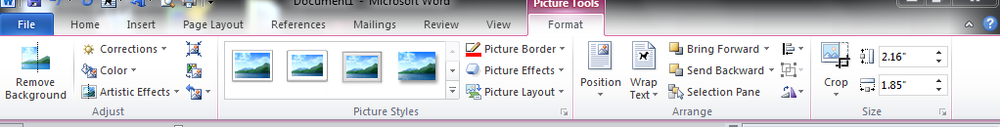 Document1 - Microsoft Word
Picture Tools
File Home Insert Page Layout References Mailings Review View Format
Corrections
Color
Artistic Effects
Remove Background
Picture Border
Picture Effects
Picture Layout
Position
Wrap Text
Bring Forward
Send Backward
Selection Pane
Crop
2.16"
1.85"
Adjust Picture Styles Arrange Size